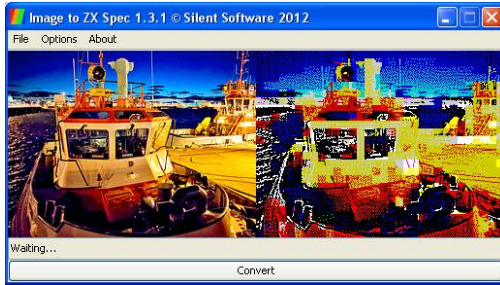 Image to ZX Spec 1.3.1 © Silent Software 2012
File Options About
Waiting...
Convert